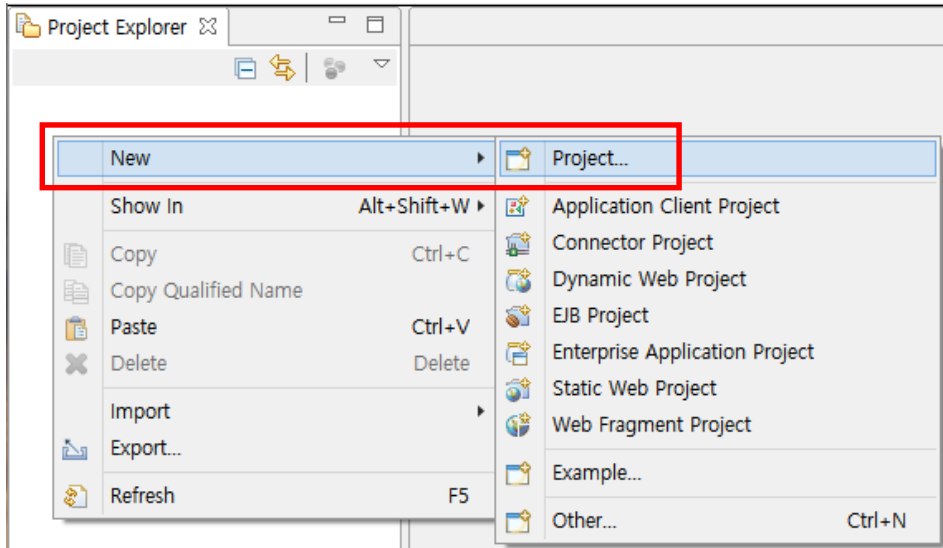 Project Explorer
New
Project...
Show In Alt+Shift+W
Application Client Project
Copy Ctrl+C
Connector Project
Copy Qualified Name
Dynamic Web Project
Paste Ctrl+V
EJB Project
Delete Delete
Enterprise Application Project
Import
Static Web Project
Export...
Web Fragment Project
Refresh F5
Example...
Other... Ctrl+N